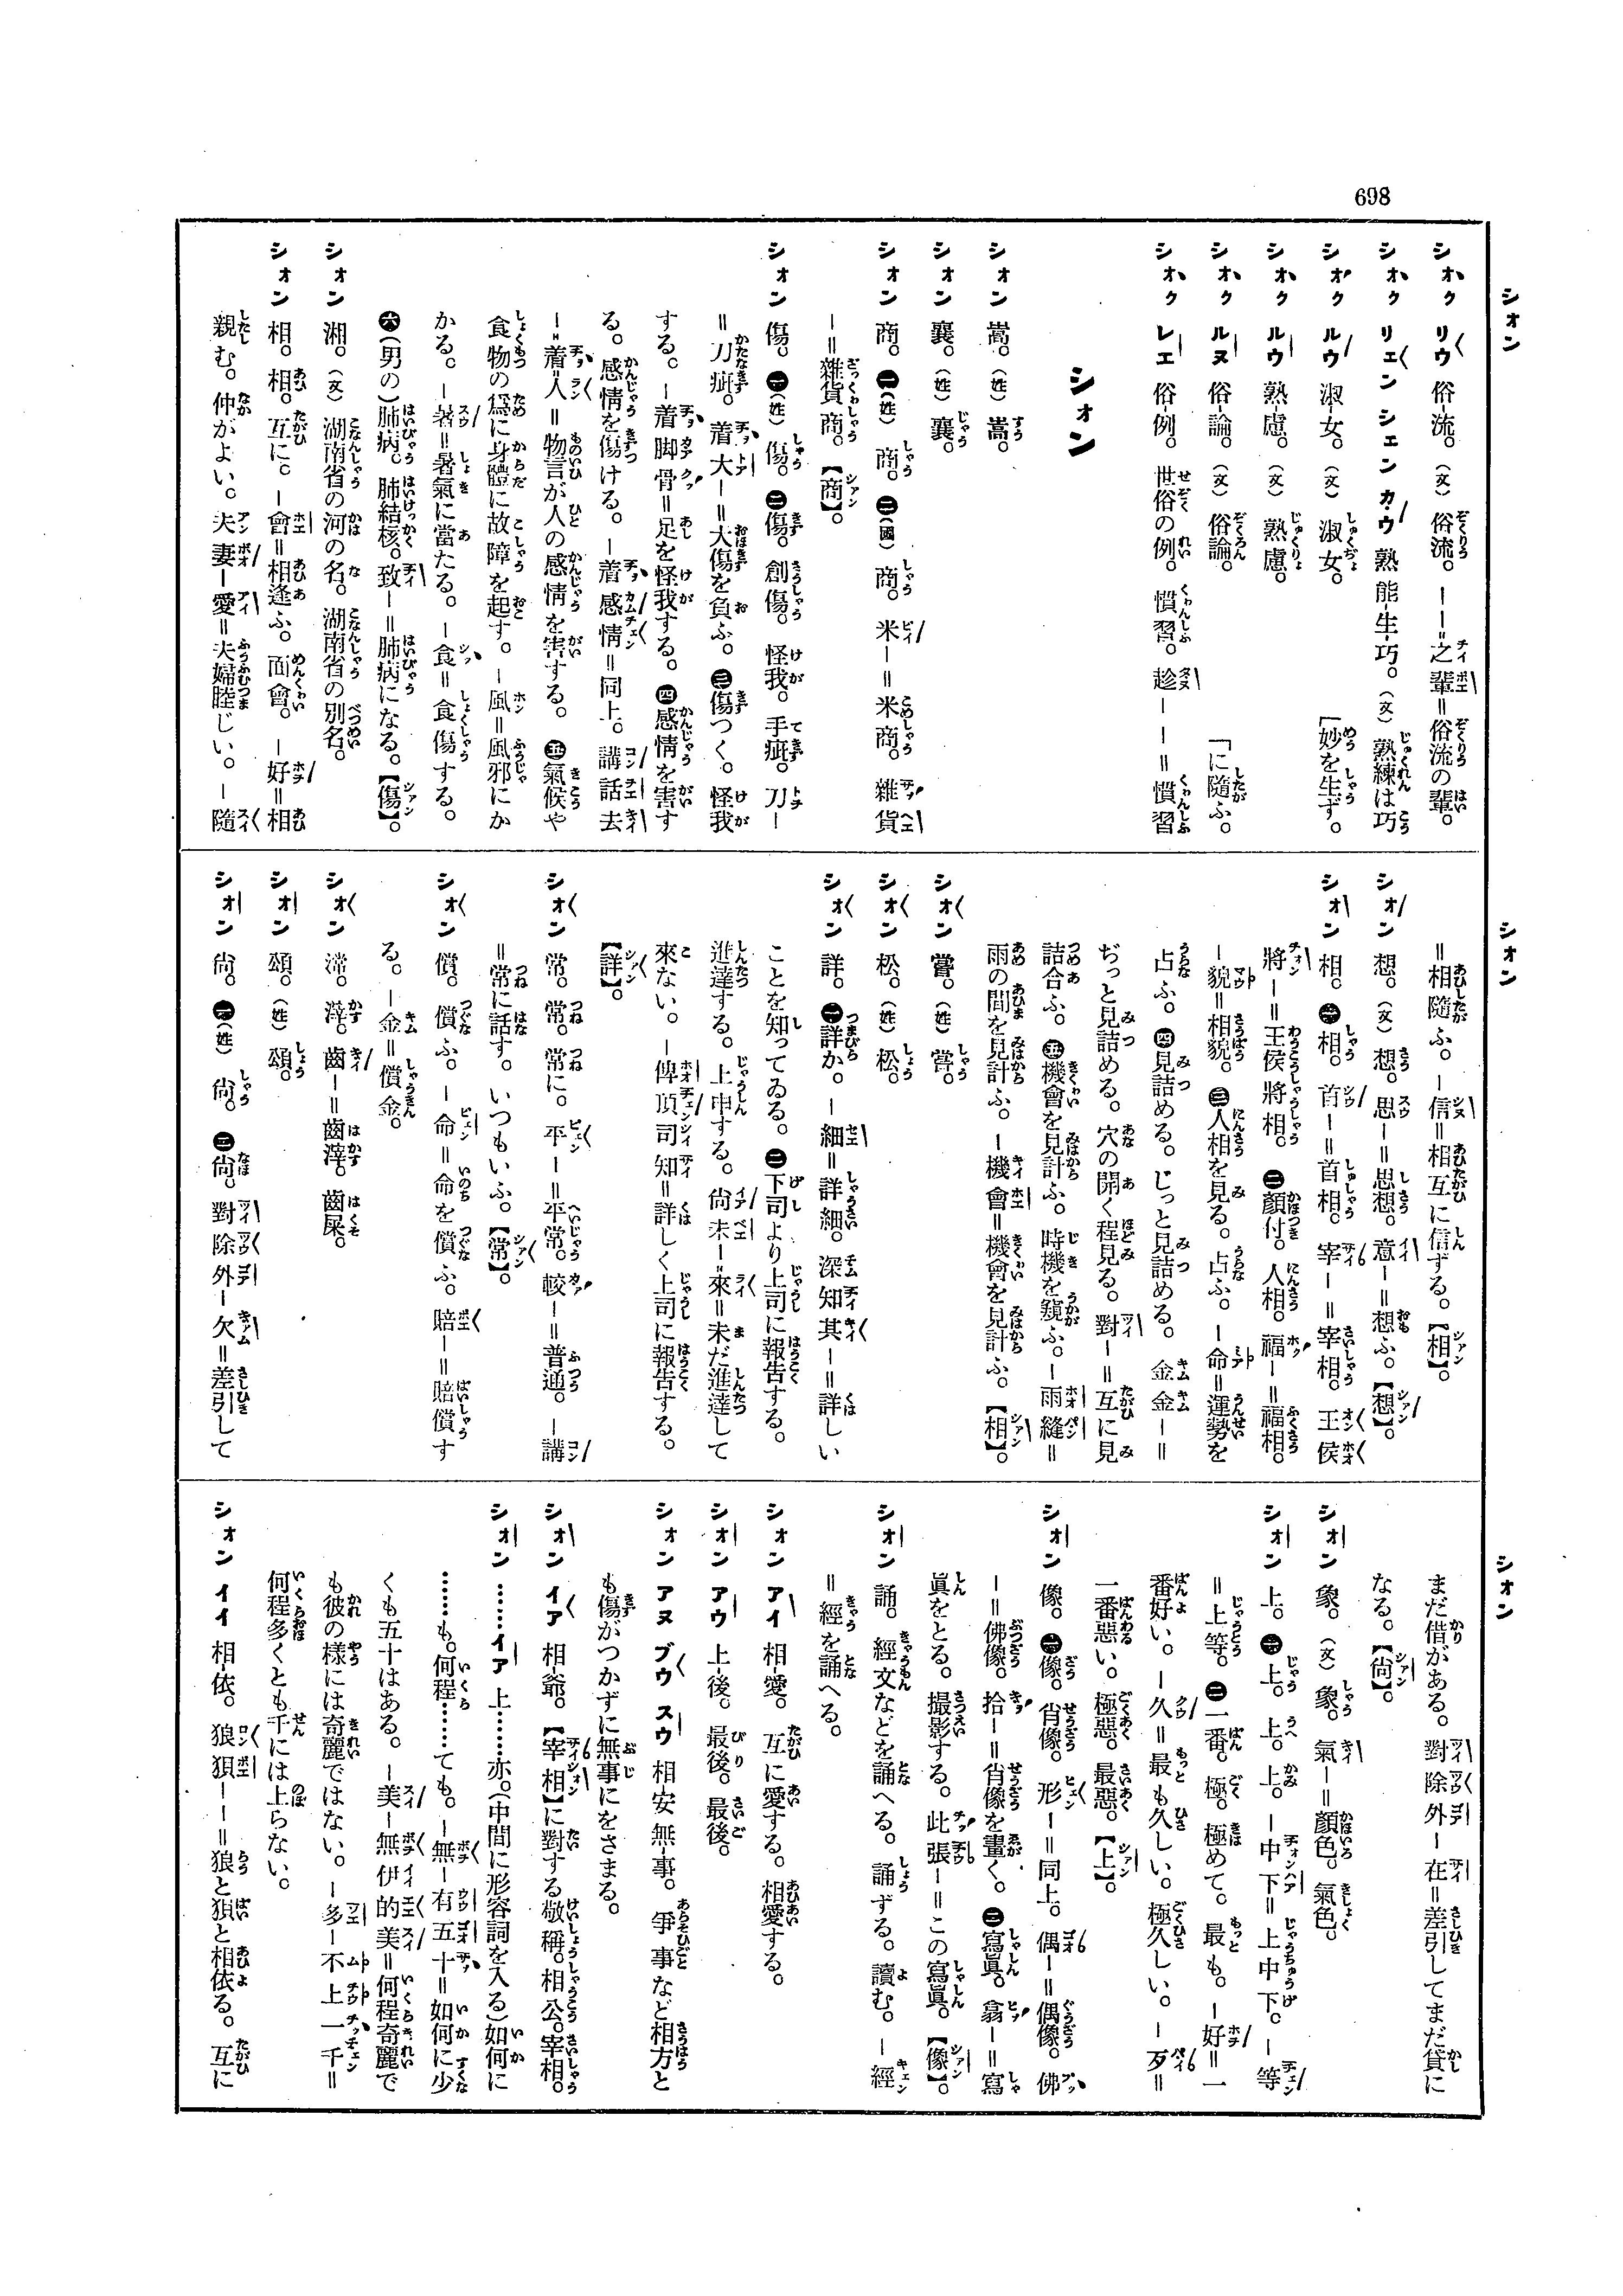 698
シオン
シオク リウ 俗-流。(文) 俗流。――=之輩=俗流の輩。
シオク リエン シエン カウ 熟-熊-生-巧。(文) 熟練は巧
シオク ルウ 淑-女。(文) 淑女。 [妙を生ず。
シオク ルウ 熟-慮。(文) 熟慮。
シオク ルヌ 俗-論。(文) 俗論。 「に隨ふ。
シオク レエ 俗-例。世俗の例。慣習。趁――=慣習
シオン
シオン 嵩。(姓) 嵩。
シオン 襄。(姓) 襄。
シオン 商。㊀(姓) 商。㊁(國) 商。米―=米商。雜貨
―=雜貨商。【商】。
シオン 傷。㊀(姓) 傷。㊁傷。創傷。怪我。手疵。刀―
=刀疵。着大―=大傷を負ふ。㊂傷つく。怪我
する。―着脚骨=足を怪我する。㊃感情を害す
る。感情を傷ける。―着感情=同上。講話去
―=着人=物言が人の感情を害する。㊄氣候や
食物の爲に身體に故障を起す。―風=風邪にか
かる。―暑=暑氣に當たる。―食=食傷する。
㊅(男の)肺病。肺結核。致―=肺病になる。【傷】。
シオン 湘。(文) 湖南省の河の名。湖南省の別名。
シオン 相。相。互に。―會=相逢ふ。面會。―好=相
親む。仲がよい。夫妻―愛=夫婦睦じい。―隨
シオン
=相隨ふ。―信=相互に信ずる。【相】。
シオン 想。(文) 想。思―=思想。意―=想ふ。【想】。
シオン 相。㊀相。首―=首相。宰―=宰相。王侯
將―=王侯將相。㊁顏付。人相。福―=福相。
―貌=相貌。㊂人相を見る。占ふ。―命=運勢を
占ふ。㊃見詰める。じっと見詰める。金金―=
ぢっと見詰める。穴の開く程見る。對―=互に見
詰合ふ。㊄機會を見計ふ。時機を窺ふ。―雨縫=
雨の間を見計ふ。―機會=機會を見計ふ。【相】。
シオン 嘗。(姓) 嘗。
シオン 松。(姓) 松。
シオン 詳。㊀詳か。―細=詳細。深知其―=詳しい
ことを知ってゐる。㊁下司より上司に報告する。
進達する。上申する。尙未―=來=未だ進達して
來ない。―俾頂司知=詳しく上司に報告する。
【詳】。
シオン 常。常。常に。平―=平常。較―=普通。―講
=常に話す。いつもいふ。【常】。
シオン 償。償ふ。―命=命を償ふ。賠―=賠償す
る。―金=償金。
シオン 滓。滓。齒―=齒滓。齒屎。
シオン 頌。(姓) 頌。
シオン 尙。㊀(姓) 尙。㊁尙。對除外―欠=差引して
シオン
まだ借がある。對除外―在=差引してまだ貸に
なる。【尙】。
シオン 象。(文) 象。氣―=顏色。氣色。
シオン 上。㊀上。上。上。―中下=上中下。―等
=上等。㊁一番。極。極めて。最も。―好=一
番好い。―久=最も久しい。極久しい。―歹=
一番惡い。極惡。最惡。【上】。
シオン 像。㊀像。肖像。形―=同上。偶―=偶像。佛
―=佛像。拾―=肖像を畫く。㊁寫眞。翕―=寫
眞をとる。撮影する。此張―=この寫眞。【像】。
シオン 誦。經文などを誦へる。誦ずる。讀む。―經
=經を誦へる。
シオン アイ 相-愛。互に愛する。相愛する。
シオン アウ 上-後。最後。最後。
シオン アヌ ブウ スウ 相-安-無-事。爭事など相方と
も傷がつかずに無事にをさまる。
シオン イア 相-爺。【宰相】に對する敬稱。相公。宰相。
シオン……イア 上……亦。(中間に形容詞を入る)如何に
……も。何程……ても。―無―有五十=如何に少
くも五十はある。―美―無伊的美=何程奇麗で
も彼の樣には奇麗ではない。―多―不上一千=
何程多くとも千には上らない。
シオン イイ 相-依。狼狽――=狼と狽と相依る。互に